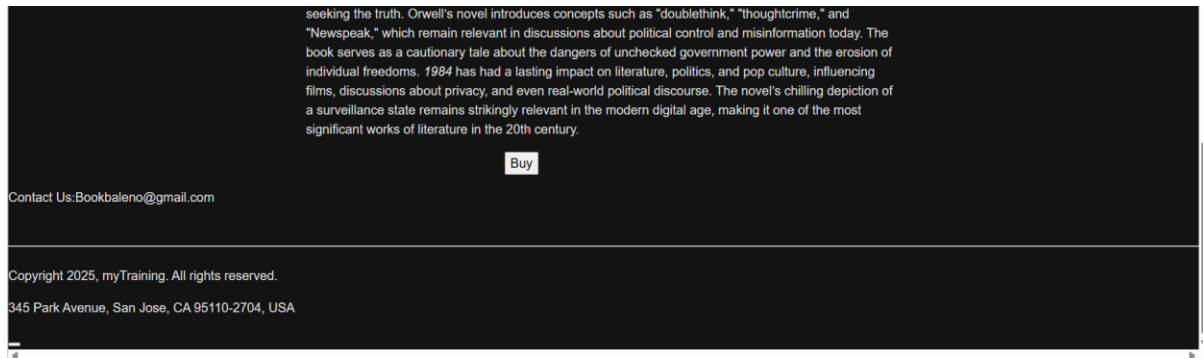 seeking the truth. Orwell's novel introduces concepts such as "doublethink," "thoughtcrime," and
"Newspeak," which remain relevant in discussions about political control and misinformation today. The
book serves as a cautionary tale about the dangers of unchecked government power and the erosion of
individual freedoms. 1984 has had a lasting impact on literature, politics, and pop culture, influencing
films, discussions about privacy, and even real-world political discourse. The novel's chilling depiction of
a surveillance state remains strikingly relevant in the modern digital age, making it one of the most
significant works of literature in the 20th century.
Buy
Contact Us:Bookbaleno@gmail.com
Copyright 2025, myTraining. All rights reserved.
345 Park Avenue, San Jose, CA 95110-2704, USA